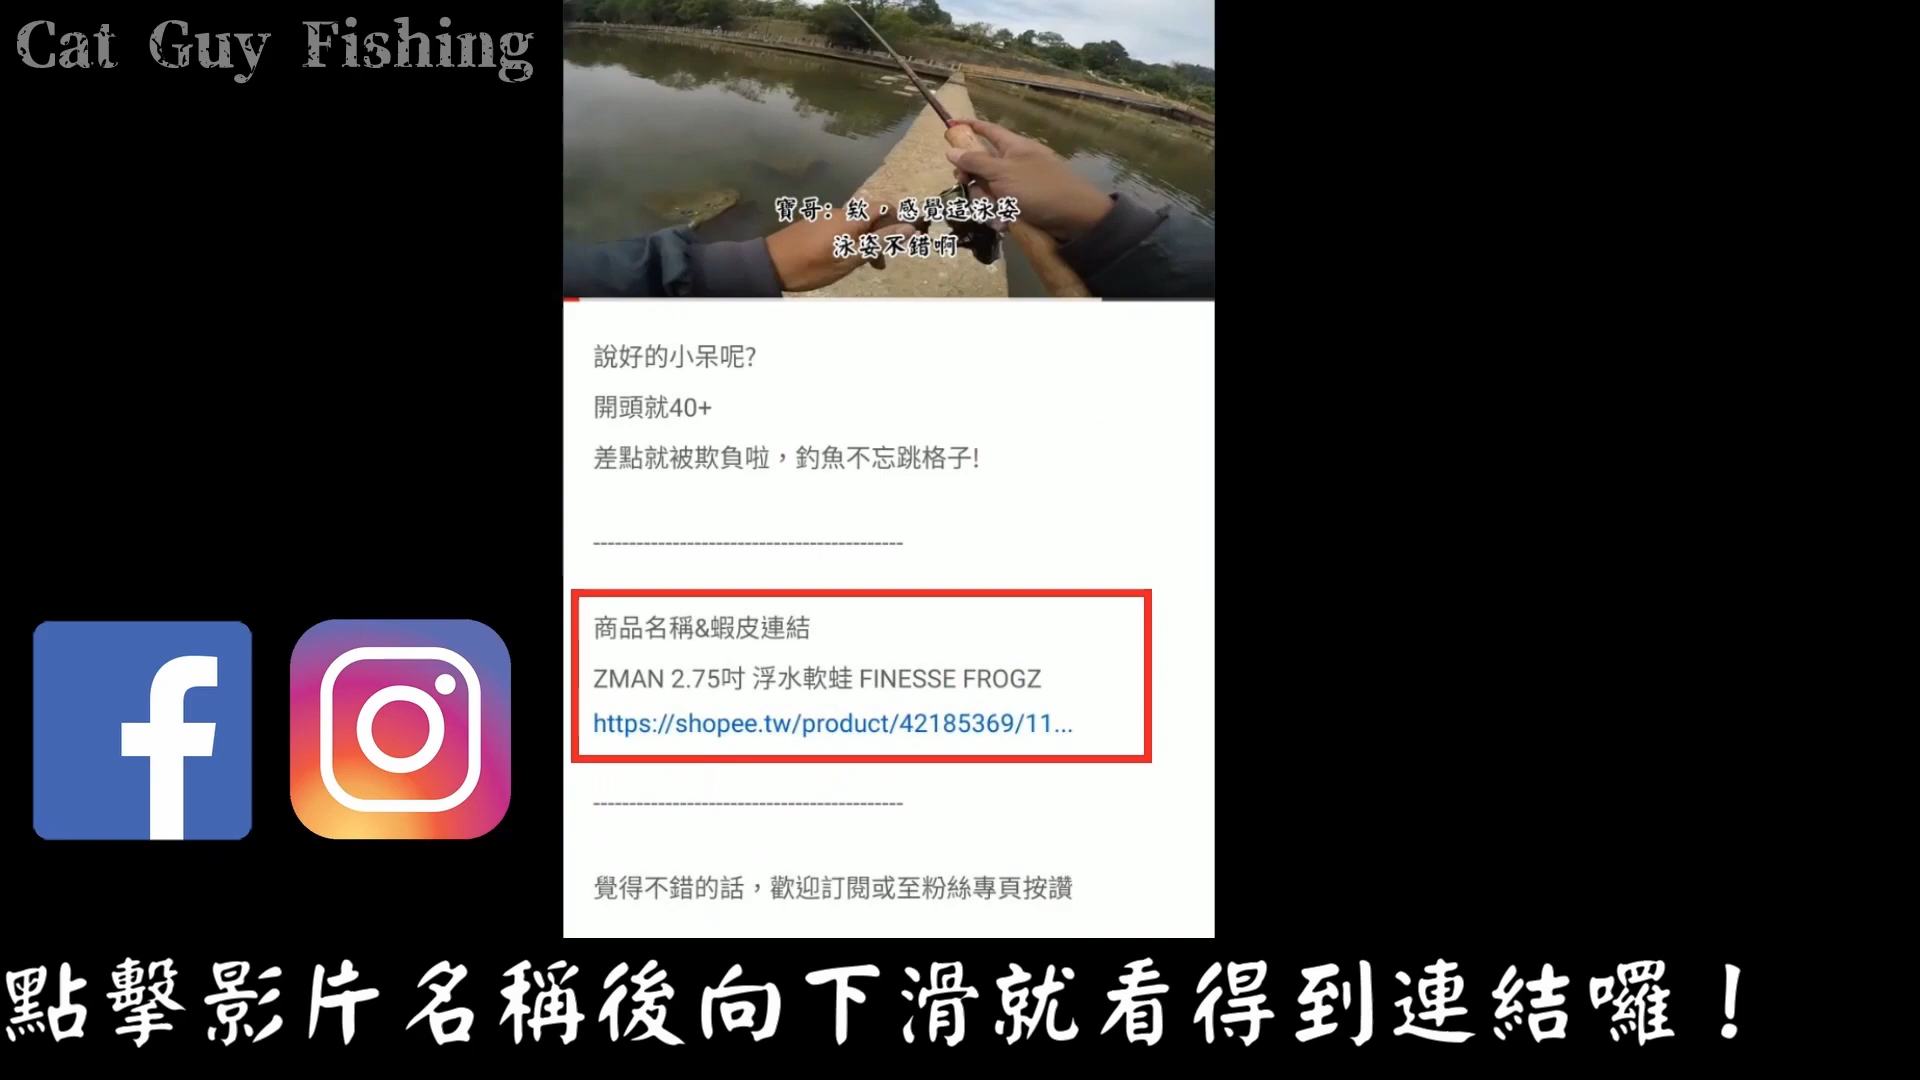 Cat Guy Fishing
寶哥: 欸，感覺這泳姿
泳姿不錯啊
說好的小呆呢?
開頭就40+
差點就被欺負啦，釣魚不忘跳格子!
-------------------------------------------
商品名稱&蝦皮連結
ZMAN 2.75吋 浮水軟蛙 FINESSE FROGZ
https://shopee.tw/product/42185369/11...
-------------------------------------------
覺得不錯的話，歡迎訂閱或至粉絲專頁按讚
點擊影片名稱後向下滑就看得到連結囉！